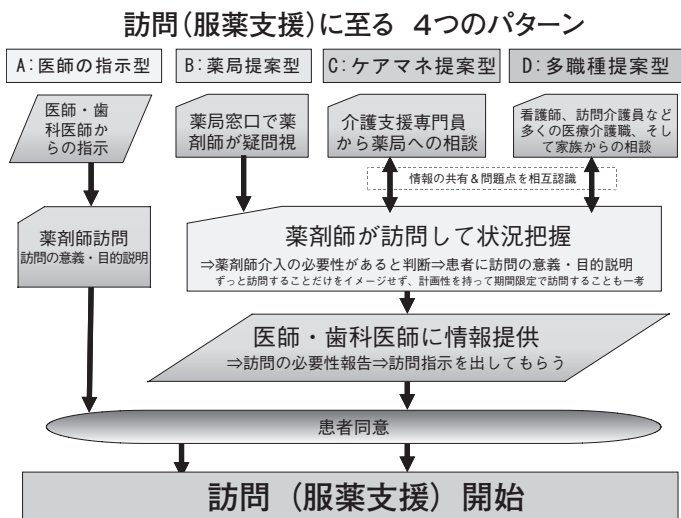 訪問(服薬支援)に至る 4つのパターン
A:医師の指示型
B:薬局提案型
C:ケアマネ提案型
D:多職種提案型
医師・歯
科医師か
らの指示
薬局窓口で薬
剤師が疑問視
介護支援専門員
から薬局への相談
看護師、訪問介護員など
多くの医療介護職、そし
て家族からの相談
情報の共有&問題点を相互認識
薬剤師訪問
訪問の意義・目的説明
薬剤師が訪問して状況把握
⇒薬剤師介入の必要性があると判断⇒患者に訪問の意義・目的説明
ずっと訪問することだけをイメージせず、計画性を持って期間限定で訪問することも一考
医師・歯科医師に情報提供
⇒訪問の必要性報告⇒訪問指示を出してもらう
患者同意
訪問(服薬支援)開始